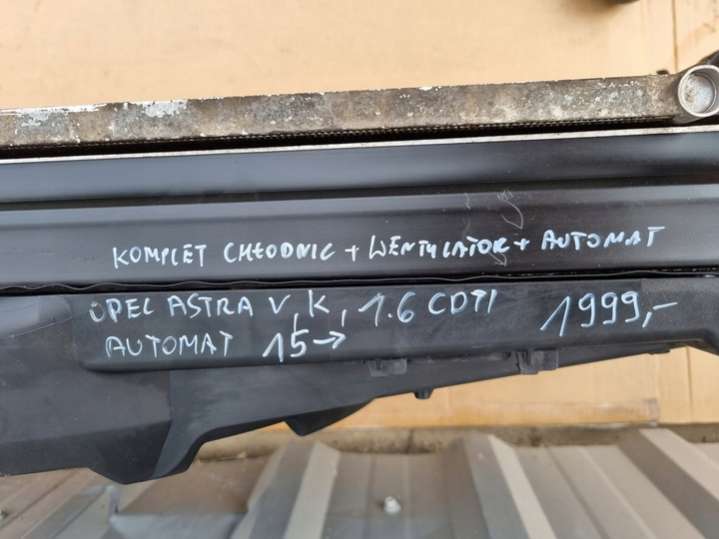 KOMPLET CHŁODNIC + WENTYLATOR + AUTOMAT
OPEL ASTRA V, K, 1.6 CDTI 1999,-
AUTOMAT 15→